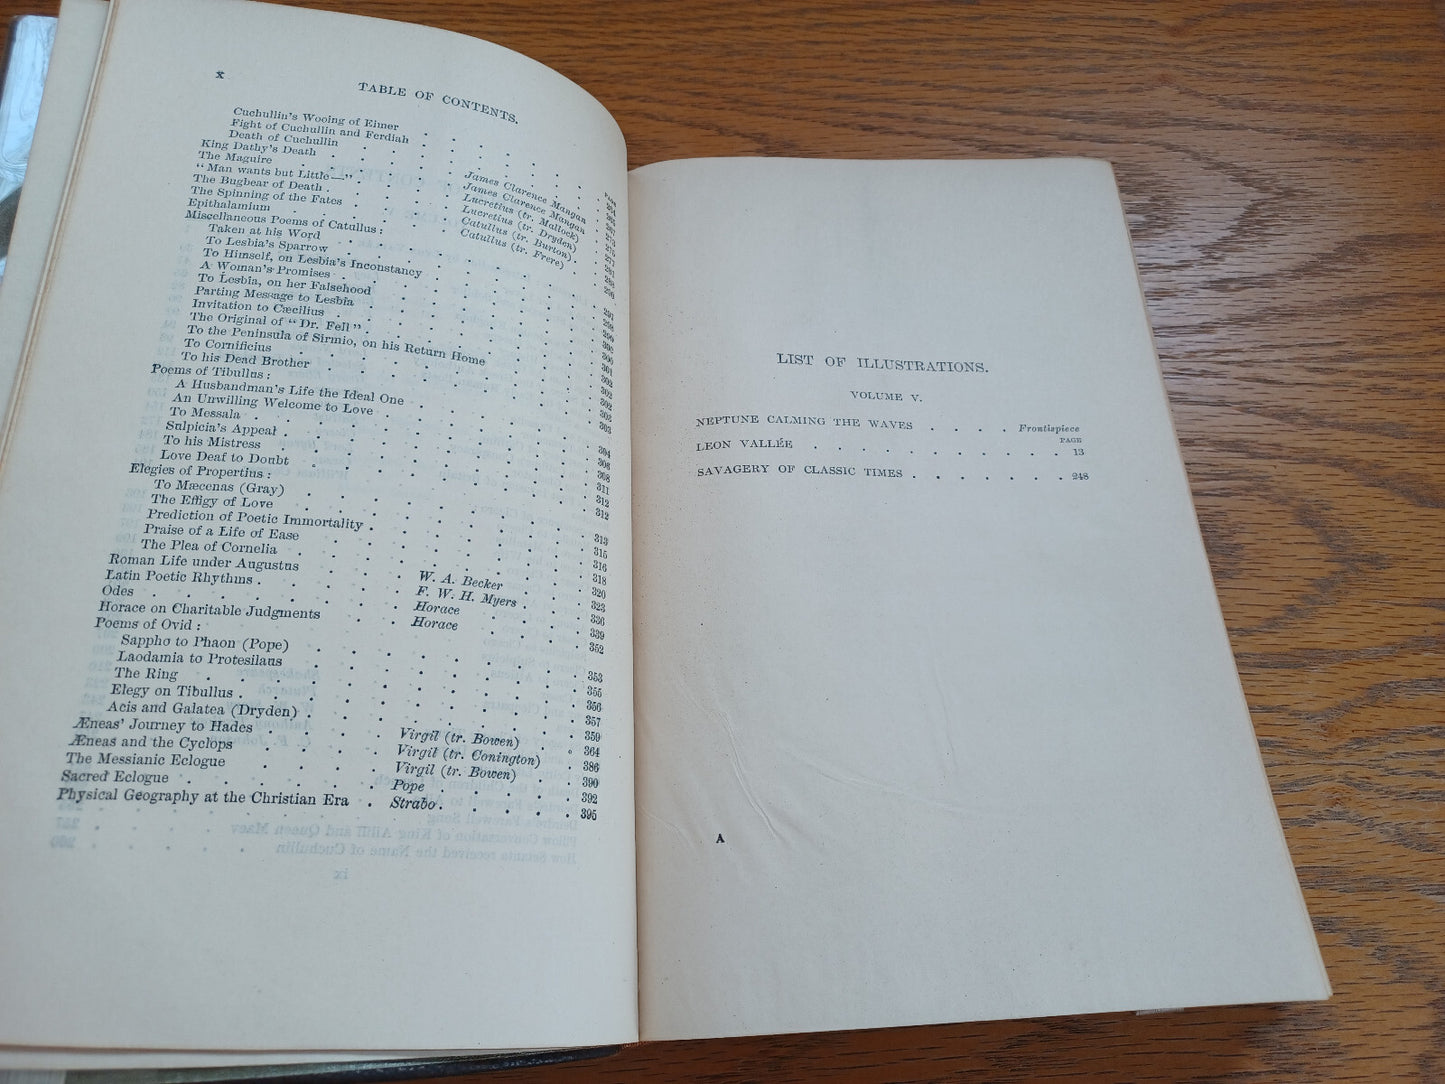 x
TABLE OF CONTENTS.
PAGE
Cuchullin's Wooing of Eimer
Fight of Cuchullin and Ferdiah
Death of Cuchullin
King Dathy's Death James Clarence Mangan
The Maguire James Clarence Mangan
"Man wants but Little—" Lucretius (tr. Mallock)
The Bugbear of Death Lucretius (tr. Dryden)
The Spinning of the Fates Catullus (tr. Burton)
Epithalamium Catullus (tr. Frere)
Miscellaneous Poems of Catullus:
Taken at his Word
To Lesbia's Sparrow
To Himself, on Lesbia's Inconstancy
A Woman's Promises
To Lesbia, on her Falsehood
Parting Message to Lesbia
Invitation to Cæcilius
The Original of "Dr. Fell"
To the Peninsula of Sirmio, on his Return Home
To Cornificius
To his Dead Brother
Poems of Tibullus:
A Husbandman's Life the Ideal One
An Unwilling Welcome to Love
To Messala
Sulpicia's Appeal
To his Mistress
Love Deaf to Doubt
Elegies of Propertius:
To Mæcenas (Gray)
The Effigy of Love
Prediction of Poetic Immortality
Praise of a Life of Ease
The Plea of Cornelia
Roman Life under Augustus W. A. Becker
Latin Poetic Rhythms F. W. H. Myers
Odes Horace
Horace on Charitable Judgments Horace
Poems of Ovid:
Sappho to Phaon (Pope) 353
Laodamia to Protesilaus 355
The Ring 356
Elegy on Tibullus 357
Acis and Galatea (Dryden) 359
Æneas' Journey to Hades Virgil (tr. Bowen) 364
Æneas and the Cyclops Virgil (tr. Conington) 386
The Messianic Eclogue Virgil (tr. Bowen) 390
Sacred Eclogue Pope 392
Physical Geography at the Christian Era Strabo 395
LIST OF ILLUSTRATIONS.
VOLUME V.
NEPTUNE CALMING THE WAVES Frontispiece
PAGE
LEON VALLÉE 13
SAVAGERY OF CLASSIC TIMES 248
A